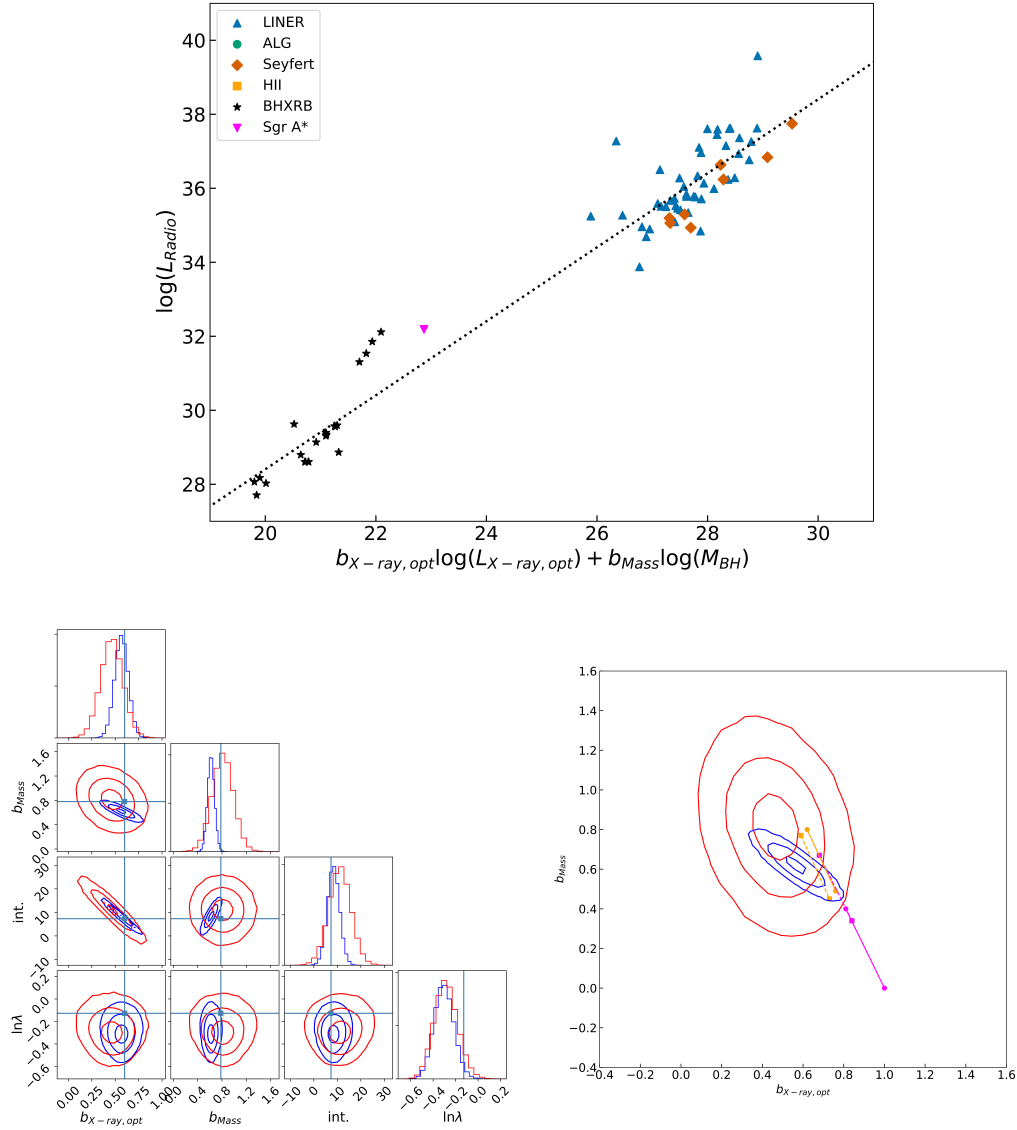 40
38
36
34
32
30
28
log(L_Radio)
LINER
ALG
Seyfert
HII
BHXRB
Sgr A*
20 22 24 26 28 30
b_X−ray,opt log(L_X−ray,opt) + b_Mass log(M_BH)
b_Mass
1.6
1.2
0.8
0.4
0.0
int.
30
20
10
0
−10
lnλ
0.2
0.0
−0.2
−0.4
−0.6
0.00 0.25 0.50 0.75 1.00
b_X−ray,opt
0.0 0.4 0.8 1.2 1.6
b_Mass
−10 0 10 20 30
int.
−0.6 −0.4 −0.2 0.0 0.2
lnλ
1.6
1.4
1.2
1.0
0.8
0.6
0.4
0.2
0.0
−0.2
−0.4
b_Mass
−0.4 −0.2 0.0 0.2 0.4 0.6 0.8 1.0 1.2 1.4 1.6
b_X−ray,opt